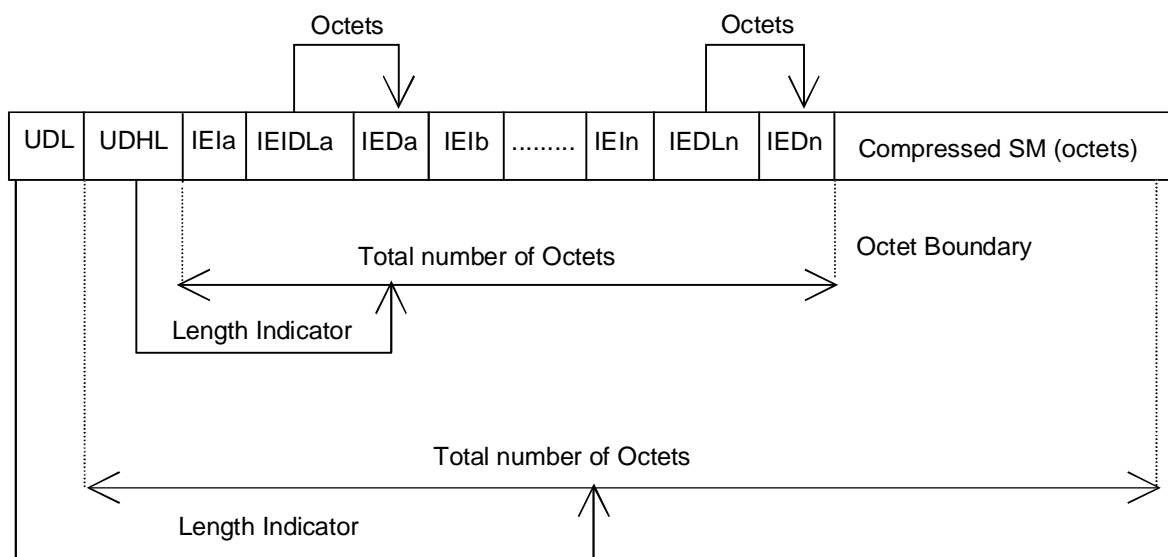 Octets Octets
UDL UDHL IEIa IEIDLa IEDa IEIb ......... IEIn IEDLn IEDn Compressed SM (octets)
Total number of Octets Octet Boundary
Length Indicator
Total number of Octets
Length Indicator